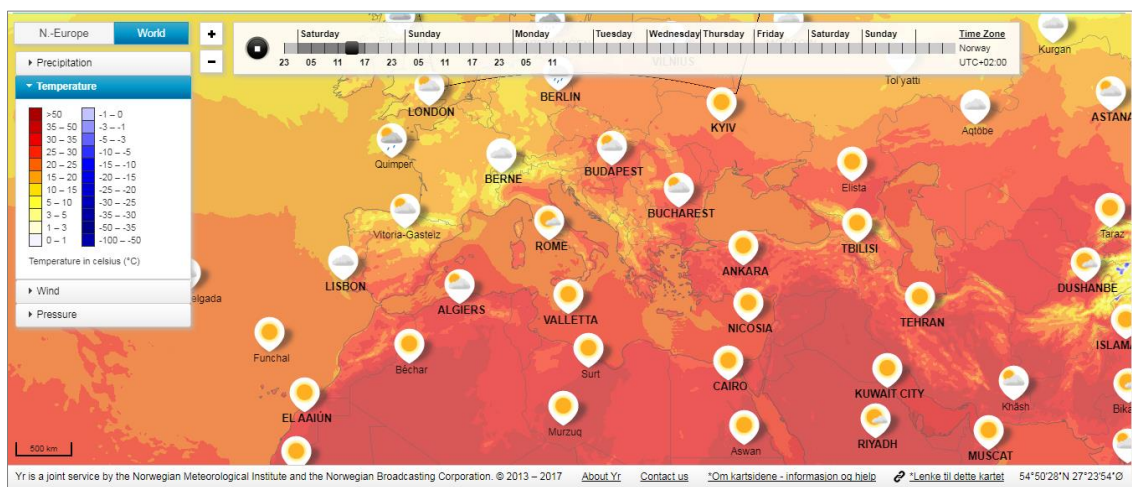 N.-Europe World
Precipitation
Temperature
>50 -1 – 0
35 – 50 -3 – -1
30 – 35 -5 – -3
25 – 30 -10 – -5
20 – 25 -15 – -10
15 – 20 -20 – -15
10 – 15 -25 – -20
5 – 10 -30 – -25
3 – 5 -35 – -30
1 – 3 -50 – -35
0 – 1 -100 – -50
Temperature in celsius (°C)
Wind
Pressure
+
−
Saturday Sunday Monday Tuesday Wednesday Thursday Friday Saturday Sunday
23 05 11 17 23 05 11 17 23 05 11
Time Zone
Norway
UTC+02:00
VILNIUS
Kurgan
Tol'yatti
LONDON
BERLIN
KYIV
Aqtöbe
ASTANA
Quimper
BERNE
BUDAPEST
Elista
BUCHAREST
Vitoria-Gasteiz
ROME
TBILISI
Taraz
ANKARA
LISBON
DUSHANBE
elgada
ALGIERS
VALLETTA
NICOSIA
TEHRAN
ISLAMA
Funchal
Béchar
Surt
CAIRO
KUWAIT CITY
Khāsh
Bika
EL AAIÚN
Murzuq
Aswan
RIYADH
MUSCAT
500 km
Yr is a joint service by the Norwegian Meteorological Institute and the Norwegian Broadcasting Corporation. © 2013 – 2017 About Yr Contact us *Om kartsidene - informasjon og hjelp *Lenke til dette kartet 54°50'28"N 27°23'54"Ø